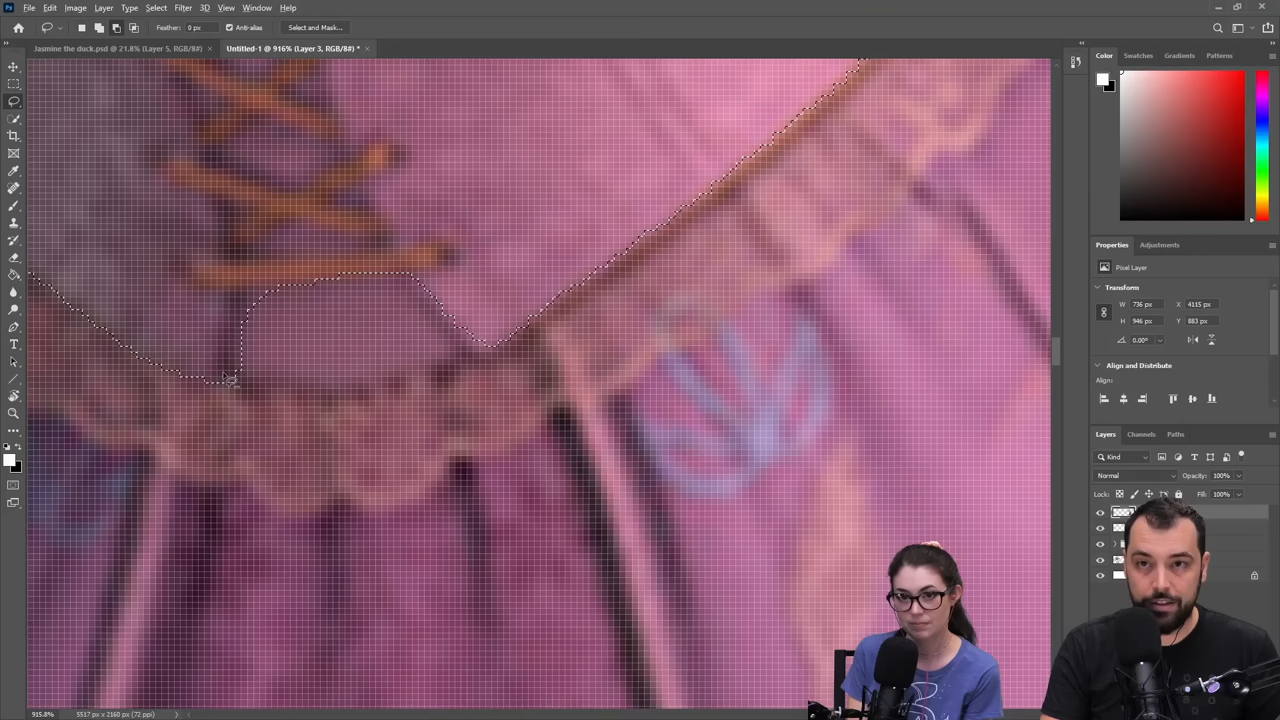 Ps File Edit Image Layer Type Select Filter 3D View Window Help
Feather: 0 px Anti-alias Select and Mask...
Jasmine the duck.psd @ 21.8% (Layer 5, RGB/8#) × Untitled-1 @ 916% (Layer 3, RGB/8#) * ×
Color Swatches Gradients Patterns
Properties Adjustments
Pixel Layer
Transform
W 736 px X 4115 px
H 946 px Y 883 px
0.00°
Align and Distribute
Align:
Layers Channels Paths
Kind
Normal Opacity: 100%
Lock: Fill: 100%
915.8% 5517 px x 2160 px (72 ppi)